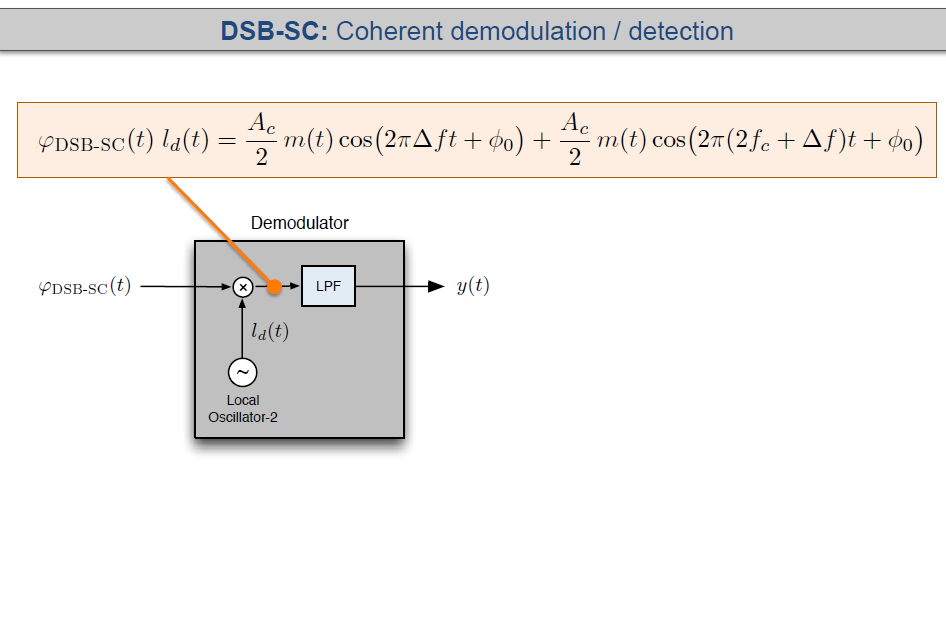 DSB-SC: Coherent demodulation / detection
φ_DSB-SC(t) l_d(t) = A_c/2 m(t) cos(2πΔft + ϕ_0) + A_c/2 m(t) cos(2π(2f_c + Δf)t + ϕ_0)
Demodulator
φ_DSB-SC(t)
×
LPF
y(t)
l_d(t)
~
Local
Oscillator-2